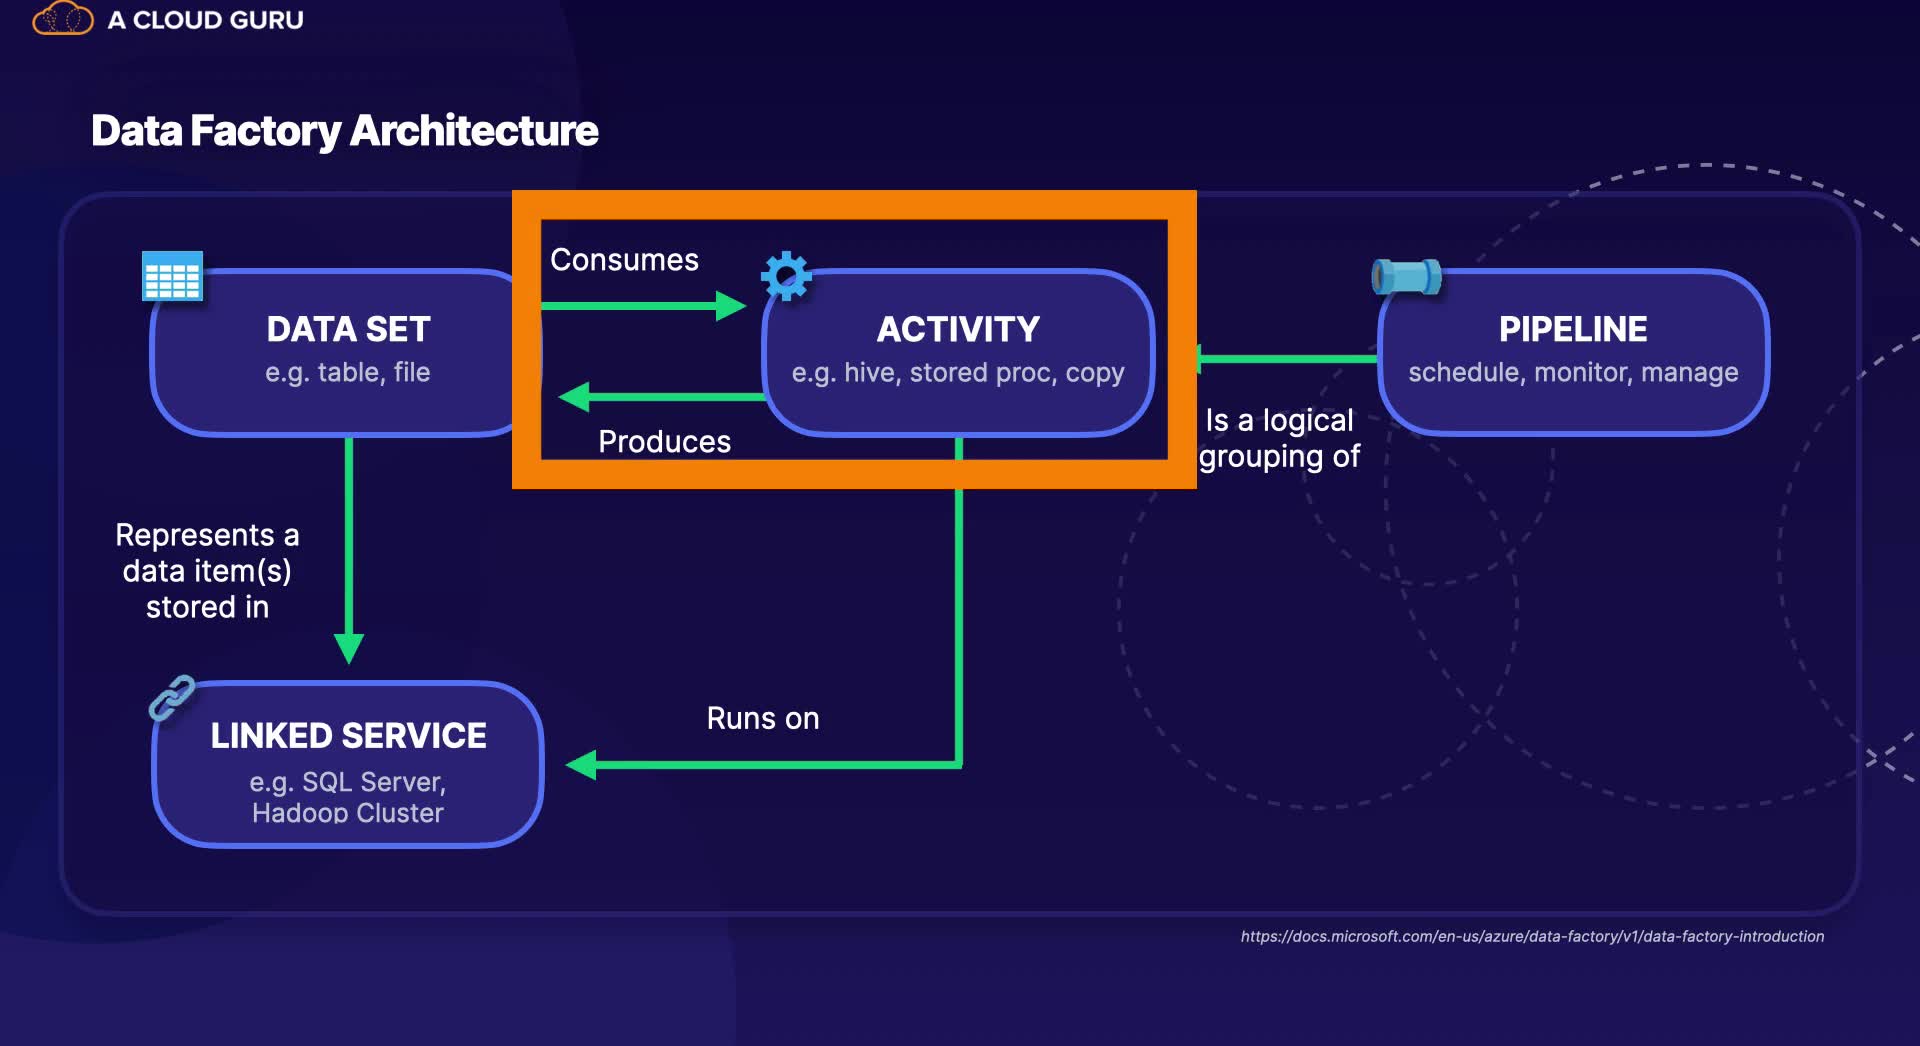 A CLOUD GURU
Data Factory Architecture
Consumes
DATA SET
e.g. table, file
ACTIVITY
e.g. hive, stored proc, copy
PIPELINE
schedule, monitor, manage
Produces
Is a logical
grouping of
Represents a
data item(s)
stored in
Runs on
LINKED SERVICE
e.g. SQL Server,
Hadoop Cluster
https://docs.microsoft.com/en-us/azure/data-factory/v1/data-factory-introduction